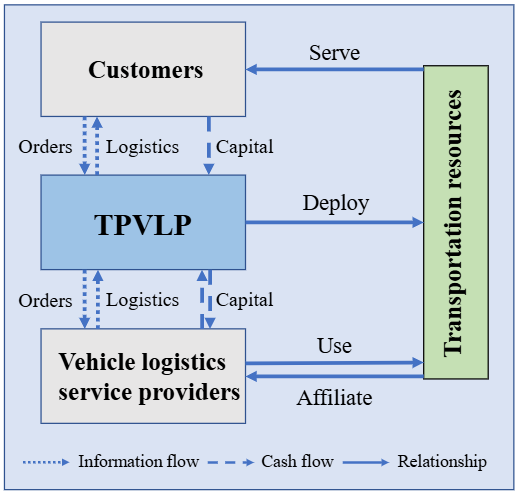 Customers
Serve
Orders
Logistics
Capital
TPVLP
Deploy
Transportation resources
Orders
Logistics
Capital
Vehicle logistics
service providers
Use
Affiliate
Information flow
Cash flow
Relationship